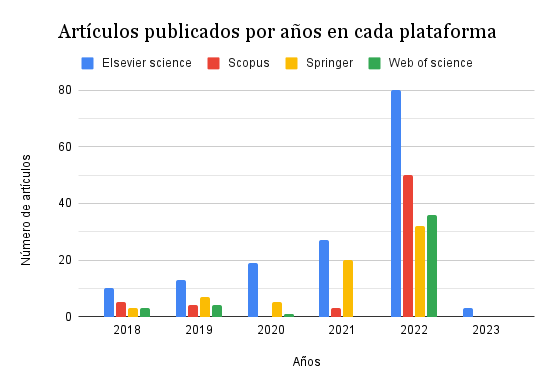 Artículos publicados por años en cada plataforma
Elsevier science Scopus Springer Web of science
80
60
40
20
0
2018 2019 2020 2021 2022 2023
Número de artículos
Años